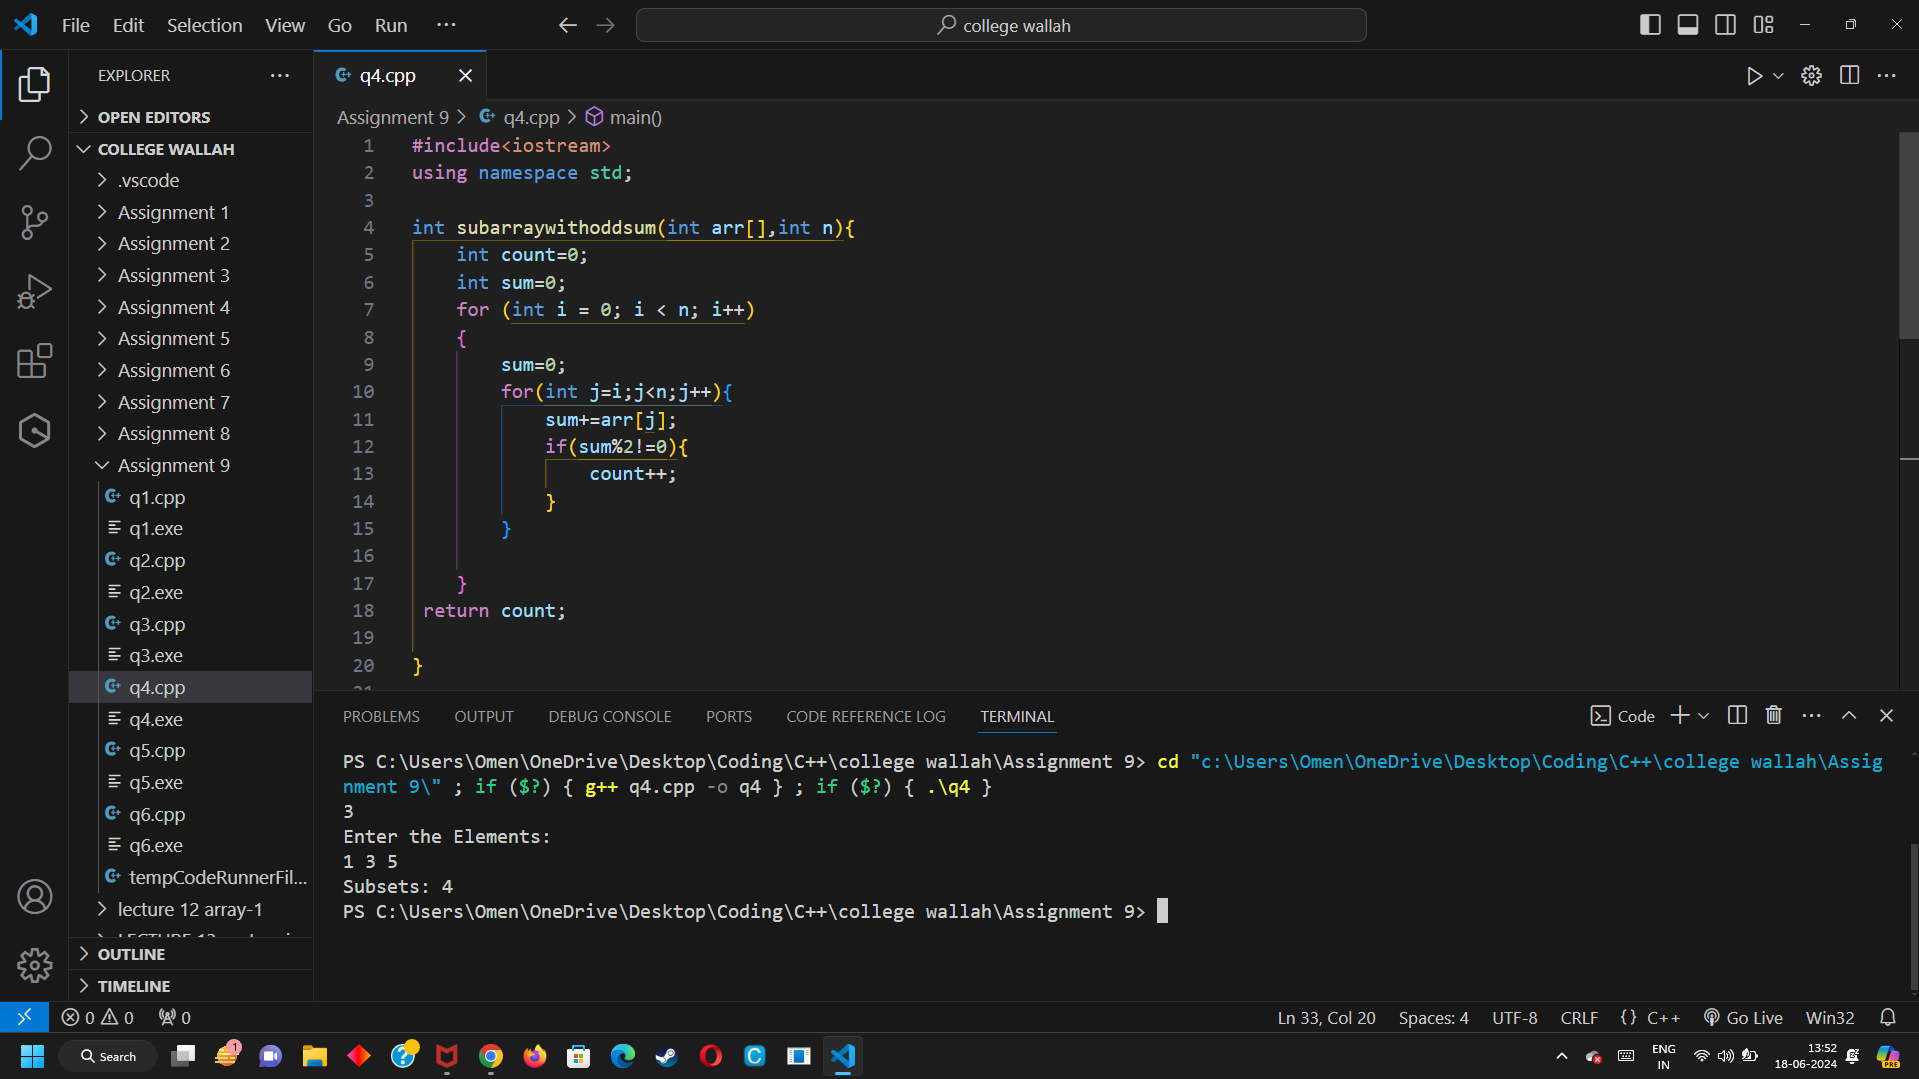 File Edit Selection View Go Run ··· college wallah
EXPLORER ···
OPEN EDITORS
COLLEGE WALLAH
.vscode
Assignment 1
Assignment 2
Assignment 3
Assignment 4
Assignment 5
Assignment 6
Assignment 7
Assignment 8
Assignment 9
q1.cpp
q1.exe
q2.cpp
q2.exe
q3.cpp
q3.exe
q4.cpp
q4.exe
q5.cpp
q5.exe
q6.cpp
q6.exe
tempCodeRunnerFil...
lecture 12 array-1
OUTLINE
TIMELINE
q4.cpp
Assignment 9 > q4.cpp > main()
1 #include<iostream>
2 using namespace std;
3
4 int subarraywithoddsum(int arr[],int n){
5 int count=0;
6 int sum=0;
7 for (int i = 0; i < n; i++)
8 {
9 sum=0;
10 for(int j=i;j<n;j++){
11 sum+=arr[j];
12 if(sum%2!=0){
13 count++;
14 }
15 }
16
17 }
18 return count;
19
20 }
PROBLEMS OUTPUT DEBUG CONSOLE PORTS CODE REFERENCE LOG TERMINAL Code
PS C:\Users\Omen\OneDrive\Desktop\Coding\C++\college wallah\Assignment 9> cd "c:\Users\Omen\OneDrive\Desktop\Coding\C++\college wallah\Assig
nment 9\" ; if ($?) { g++ q4.cpp -o q4 } ; if ($?) { .\q4 }
3
Enter the Elements:
1 3 5
Subsets: 4
PS C:\Users\Omen\OneDrive\Desktop\Coding\C++\college wallah\Assignment 9>
0 0 0 Ln 33, Col 20 Spaces: 4 UTF-8 CRLF {} C++ Go Live Win32
Search 1 ENG 13:52
IN 18-06-2024 PRE